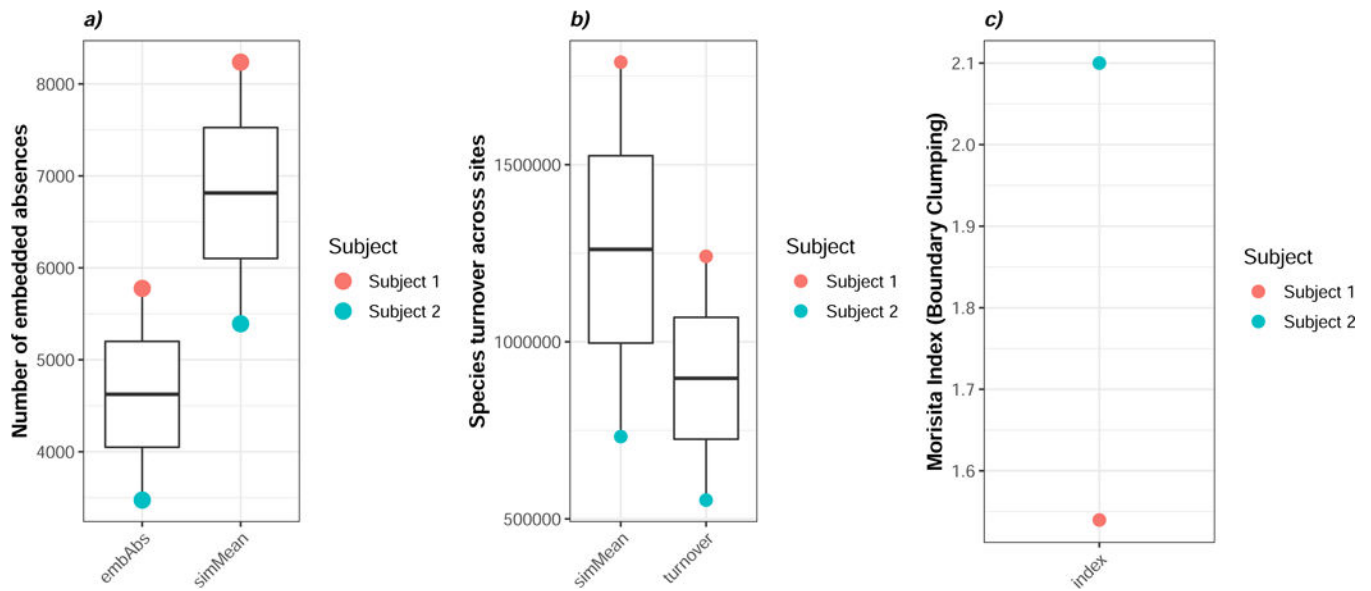 a)
Number of embedded absences
8000
7000
6000
5000
4000
embAbs
simMean
Subject
Subject 1
Subject 2
b)
Species turnover across sites
1500000
1000000
500000
simMean
turnover
Subject
Subject 1
Subject 2
c)
Morisita Index (Boundary Clumping)
2.1
2.0
1.9
1.8
1.7
1.6
index
Subject
Subject 1
Subject 2